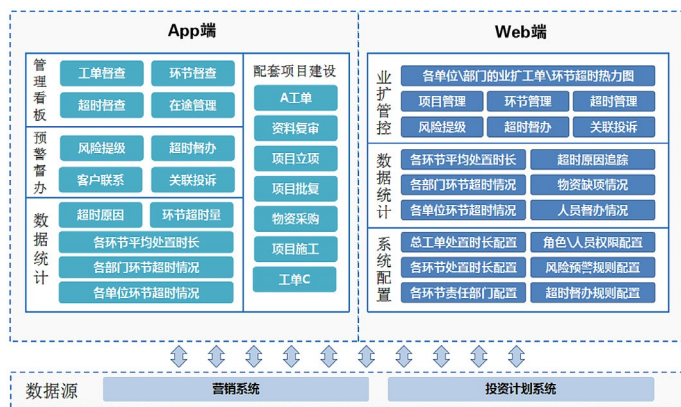 App端
管理看板
工单督查
环节督查
超时督查
在途管理
预警督办
风险提级
超时督办
客户联系
关联投诉
数据统计
超时原因
环节超时量
各环节平均处置时长
各部门环节超时情况
各单位环节超时情况
配套项目建设
A工单
资料复审
项目立项
项目批复
物资采购
项目施工
工单C
Web端
业扩管控
各单位\部门的业扩工单\环节超时热力图
项目管理
环节管理
超时管理
风险提级
超时督办
关联投诉
数据统计
各环节平均处置时长
超时原因追踪
各部门环节超时情况
物资缺项情况
各单位环节超时情况
人员督办情况
系统配置
总工单处置时长配置
角色\人员权限配置
各环节处置时长配置
风险预警规则配置
各环节责任部门配置
超时督办规则配置
数据源
营销系统
投资计划系统